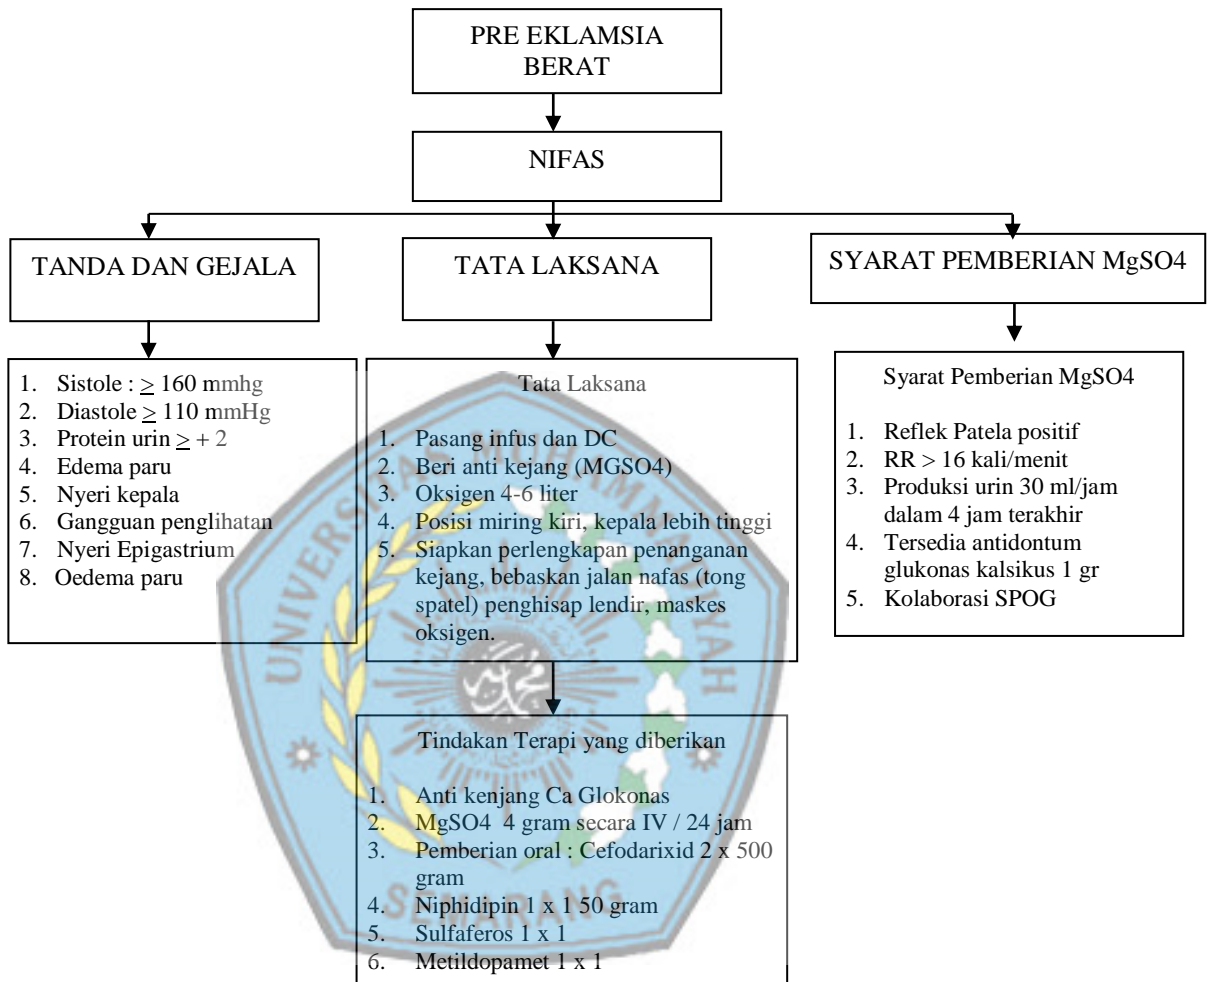 PRE EKLAMSIA
BERAT
NIFAS
TANDA DAN GEJALA
TATA LAKSANA
SYARAT PEMBERIAN MgSO4
1. Sistole : ≥ 160 mmhg
2. Diastole ≥ 110 mmHg
3. Protein urin ≥ + 2
4. Edema paru
5. Nyeri kepala
6. Gangguan penglihatan
7. Nyeri Epigastrium
8. Oedema paru
Tata Laksana
1. Pasang infus dan DC
2. Beri anti kejang (MGSO4)
3. Oksigen 4-6 liter
4. Posisi miring kiri, kepala lebih tinggi
5. Siapkan perlengkapan penanganan
kejang, bebaskan jalan nafas (tong
spatel) penghisap lendir, maskes
oksigen.
Syarat Pemberian MgSO4
1. Reflek Patela positif
2. RR > 16 kali/menit
3. Produksi urin 30 ml/jam
dalam 4 jam terakhir
4. Tersedia antidontum
glukonas kalsikus 1 gr
5. Kolaborasi SPOG
Tindakan Terapi yang diberikan
1. Anti kenjang Ca Glokonas
2. MgSO4 4 gram secara IV / 24 jam
3. Pemberian oral : Cefodarixid 2 x 500
gram
4. Niphidipin 1 x 1 50 gram
5. Sulfaferos 1 x 1
6. Metildopamet 1 x 1
UNIVERSITAS MUHAMMADIYAH
SEMARANG